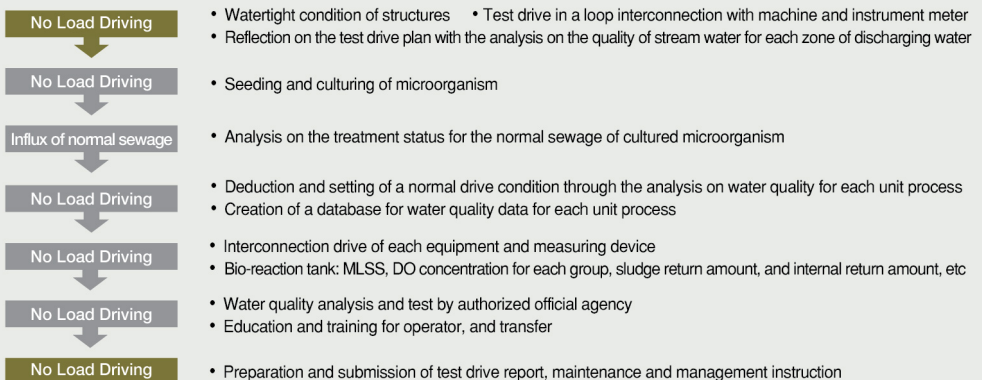 No Load Driving
• Watertight condition of structures • Test drive in a loop interconnection with machine and instrument meter
• Reflection on the test drive plan with the analysis on the quality of stream water for each zone of discharging water
No Load Driving
• Seeding and culturing of microorganism
Influx of normal sewage
• Analysis on the treatment status for the normal sewage of cultured microorganism
No Load Driving
• Deduction and setting of a normal drive condition through the analysis on water quality for each unit process
• Creation of a database for water quality data for each unit process
No Load Driving
• Interconnection drive of each equipment and measuring device
• Bio-reaction tank: MLSS, DO concentration for each group, sludge return amount, and internal return amount, etc
No Load Driving
• Water quality analysis and test by authorized official agency
• Education and training for operator, and transfer
No Load Driving
• Preparation and submission of test drive report, maintenance and management instruction